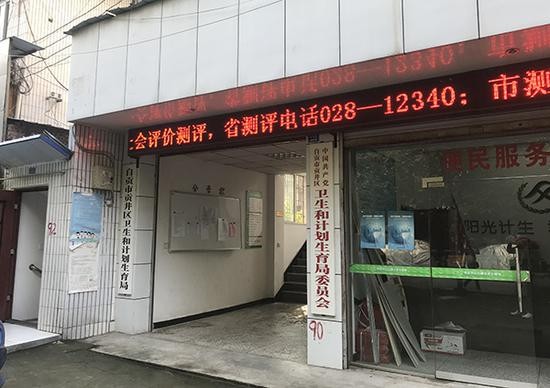 会评价测评，省测评电话028—12340；市测
便民服务
阳光计生
公告栏
自贡市贡井区卫生和计划生育局
中国共产党
自贡市贡井区
卫生和计划生育局委员会
92
90